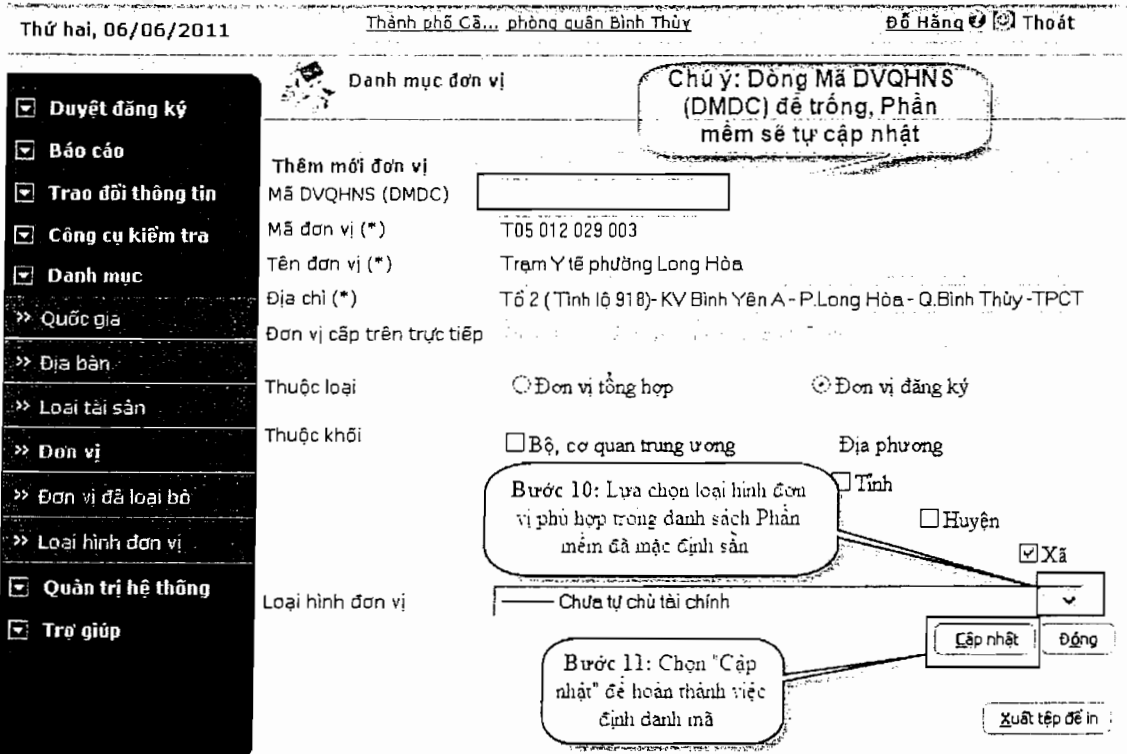 Thứ hai, 06/06/2011
Thành phố Cầ... phòng quận Bình Thủy
Đỗ Hằng Thoát
Duyệt đăng ký
Báo cáo
Trao đổi thông tin
Công cụ kiểm tra
Danh mục
» Quốc gia
» Địa bàn
» Loại tài sản
» Đơn vị
» Đơn vị đã loại bỏ
» Loại hình đơn vị
Quản trị hệ thống
Trợ giúp
Danh mục đơn vị
Chú ý: Dòng Mã DVQHNS
(DMDC) để trống, Phần
mềm sẽ tự cập nhật
Thêm mới đơn vị
Mã DVQHNS (DMDC)
Mã đơn vị (*) T05 012 029 003
Tên đơn vị (*) Trạm Y tế phường Long Hòa
Địa chỉ (*) Tổ 2 ( Tỉnh lộ 918)- KV Bình Yên A - P.Long Hòa - Q.Bình Thủy -TPCT
Đơn vị cấp trên trực tiếp
Thuộc loại Đơn vị tổng hợp Đơn vị đăng ký
Thuộc khối Bộ, cơ quan trung ương Địa phương
Tỉnh
Huyện
Xã
Bước 10: Lựa chọn loại hình đơn
vị phù hợp trong danh sách Phần
mềm đã mặc định sẵn
Loại hình đơn vị —— Chưa tự chủ tài chính
Cập nhật Đóng
Bước 11: Chọn "Cập
nhật" để hoàn thành việc
định danh mã
Xuất tệp để in